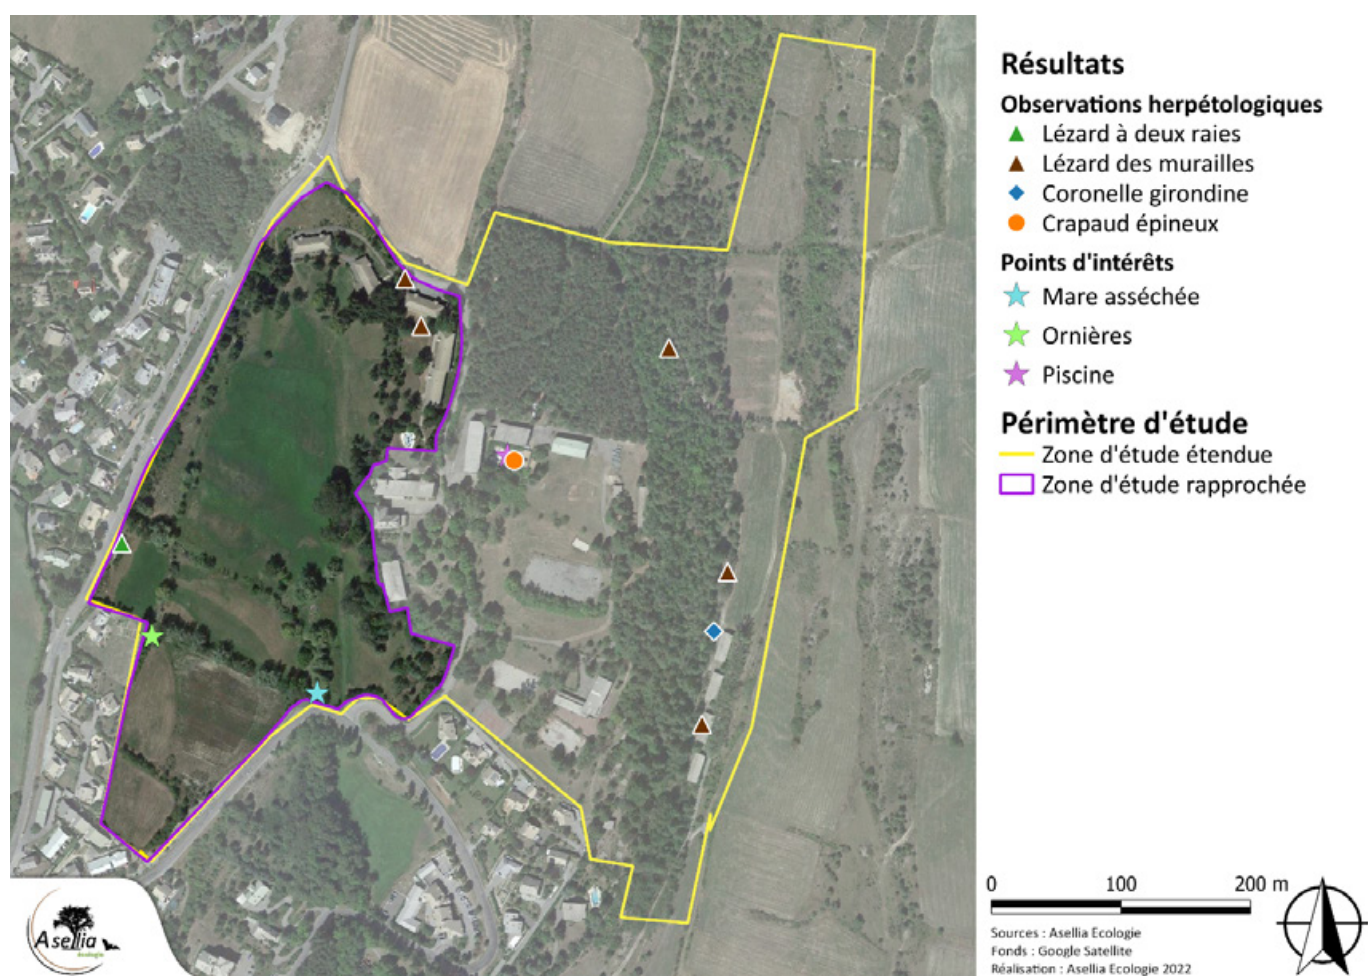 Résultats
Observations herpétologiques
Lézard à deux raies
Lézard des murailles
Coronelle girondine
Crapaud épineux
Points d'intérêts
Mare asséchée
Ornières
Piscine
Périmètre d'étude
Zone d'étude étendue
Zone d'étude rapprochée
0 100 200 m
Sources : Asellia Ecologie
Fonds : Google Satellite
Réalisation : Asellia Ecologie 2022
Asellia
Ecologie